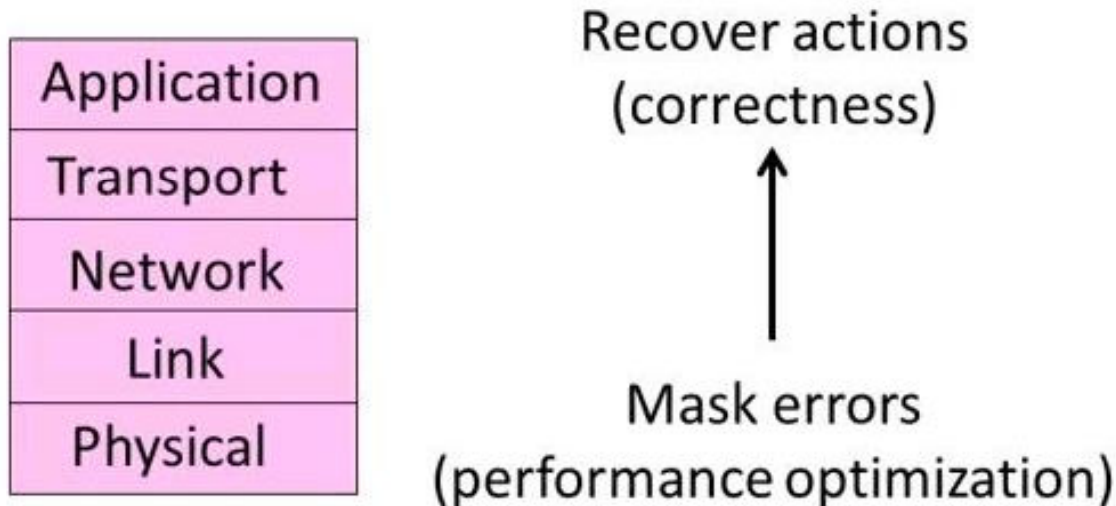 Application
Transport
Network
Link
Physical
Recover actions
(correctness)
Mask errors
(performance optimization)